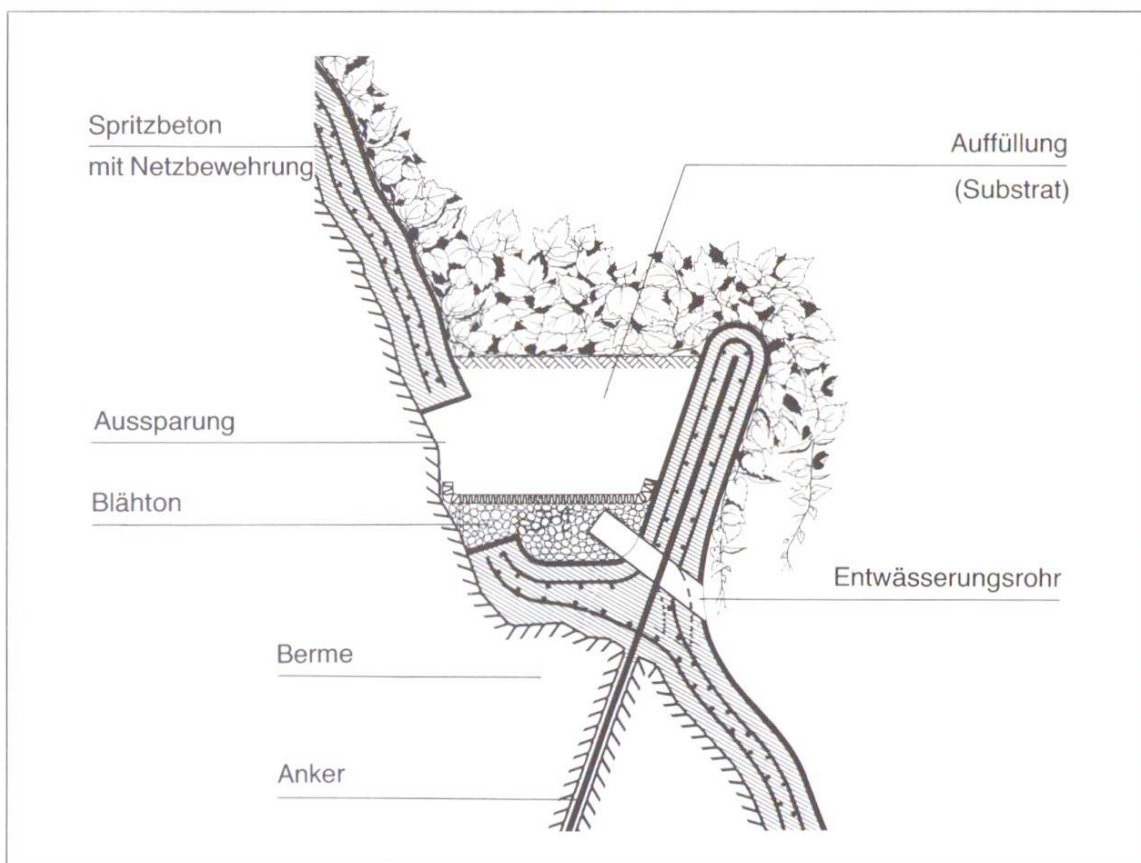 Spritzbeton
mit Netzbewehrung
Auffüllung
(Substrat)
Aussparung
Blähton
Entwässerungsrohr
Berme
Anker